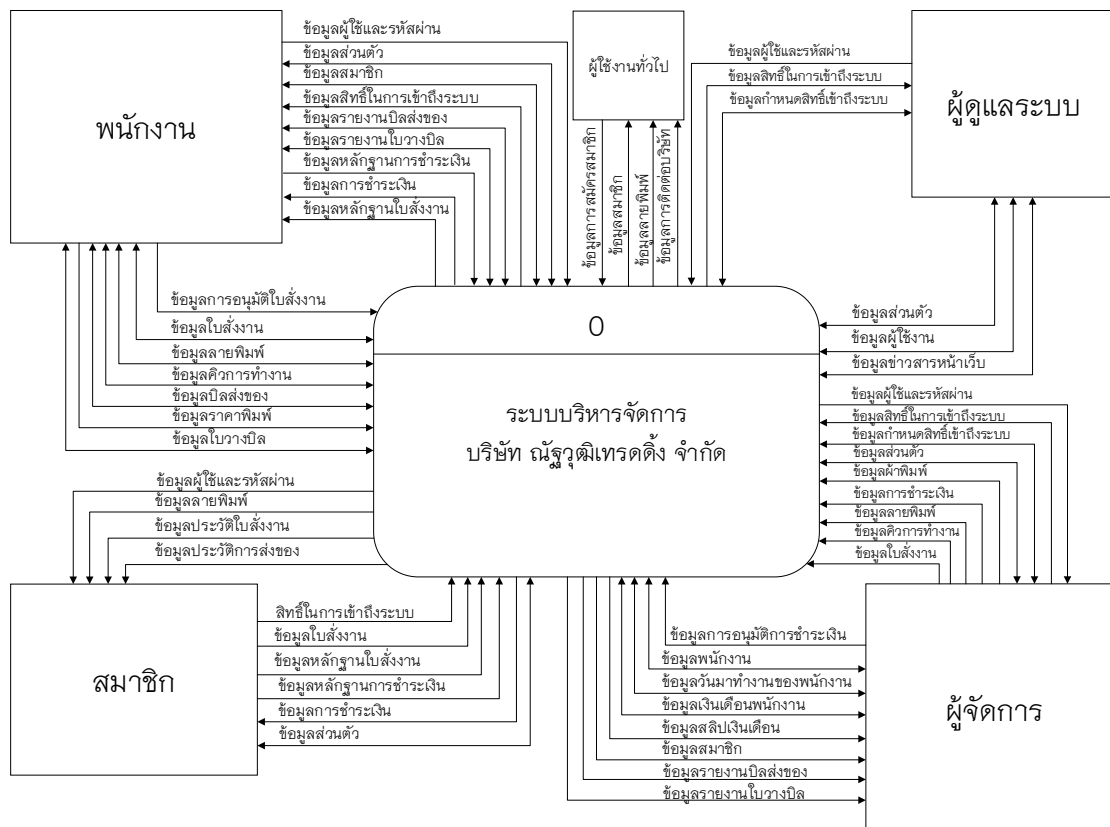 พนักงาน
ข้อมูลผู้ใช้และรหัสผ่าน
ข้อมูลส่วนตัว
ข้อมูลสมาชิก
ข้อมูลสิทธิ์ในการเข้าถึงระบบ
ข้อมูลรายงานบิลส่งของ
ข้อมูลรายงานใบวางบิล
ข้อมูลหลักฐานการชำระเงิน
ข้อมูลการชำระเงิน
ข้อมูลหลักฐานใบสั่งงาน
ผู้ใช้งานทั่วไป
ข้อมูลการสมัครสมาชิก
ข้อมูลสมาชิก
ข้อมูลลายพิมพ์
ข้อมูลการติดต่อบริษัท
ข้อมูลผู้ใช้และรหัสผ่าน
ข้อมูลสิทธิ์ในการเข้าถึงระบบ
ข้อมูลกำหนดสิทธิ์เข้าถึงระบบ
ผู้ดูแลระบบ
ข้อมูลการอนุมัติใบสั่งงาน
ข้อมูลใบสั่งงาน
ข้อมูลลายพิมพ์
ข้อมูลคิวการทำงาน
ข้อมูลบิลส่งของ
ข้อมูลราคาพิมพ์
ข้อมูลใบวางบิล
0
ระบบบริหารจัดการ
บริษัท ณัฐวุฒิเทรดดิ้ง จำกัด
ข้อมูลส่วนตัว
ข้อมูลผู้ใช้งาน
ข้อมูลข่าวสารหน้าเว็บ
ข้อมูลผู้ใช้และรหัสผ่าน
ข้อมูลสิทธิ์ในการเข้าถึงระบบ
ข้อมูลกำหนดสิทธิ์เข้าถึงระบบ
ข้อมูลส่วนตัว
ข้อมูลผ้าพิมพ์
ข้อมูลการชำระเงิน
ข้อมูลลายพิมพ์
ข้อมูลคิวการทำงาน
ข้อมูลใบสั่งงาน
ข้อมูลผู้ใช้และรหัสผ่าน
ข้อมูลลายพิมพ์
ข้อมูลประวัติใบสั่งงาน
ข้อมูลประวัติการส่งของ
สมาชิก
สิทธิ์ในการเข้าถึงระบบ
ข้อมูลใบสั่งงาน
ข้อมูลหลักฐานใบสั่งงาน
ข้อมูลหลักฐานการชำระเงิน
ข้อมูลการชำระเงิน
ข้อมูลส่วนตัว
ข้อมูลการอนุมัติการชำระเงิน
ข้อมูลพนักงาน
ข้อมูลวันมาทำงานของพนักงาน
ข้อมูลเงินเดือนพนักงาน
ข้อมูลสลิปเงินเดือน
ข้อมูลสมาชิก
ข้อมูลรายงานบิลส่งของ
ข้อมูลรายงานใบวางบิล
ผู้จัดการ